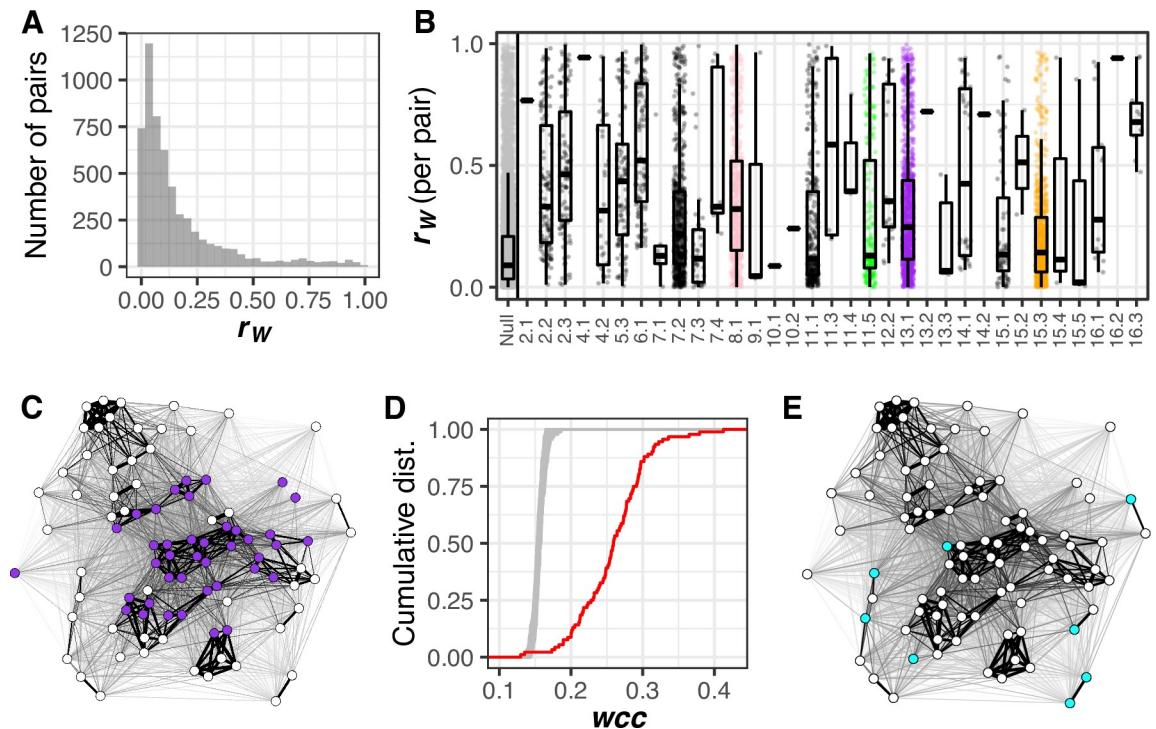 A
Number of pairs
1250
1000
750
500
250
0
0.00 0.25 0.50 0.75 1.00
rW
B
rW (per pair)
1.0
0.5
0.0
Null 2.1 2.2 2.3 4.1 4.2 5.3 6.1 7.1 7.2 7.3 7.4 8.1 9.1 10.1 10.2 11.1 11.3 11.4 11.5 12.2 13.1 13.2 13.3 14.1 14.2 15.1 15.2 15.3 15.4 15.5 16.1 16.2 16.3
C
D
Cumulative dist.
1.00
0.75
0.50
0.25
0.00
0.1 0.2 0.3 0.4
wcc
E